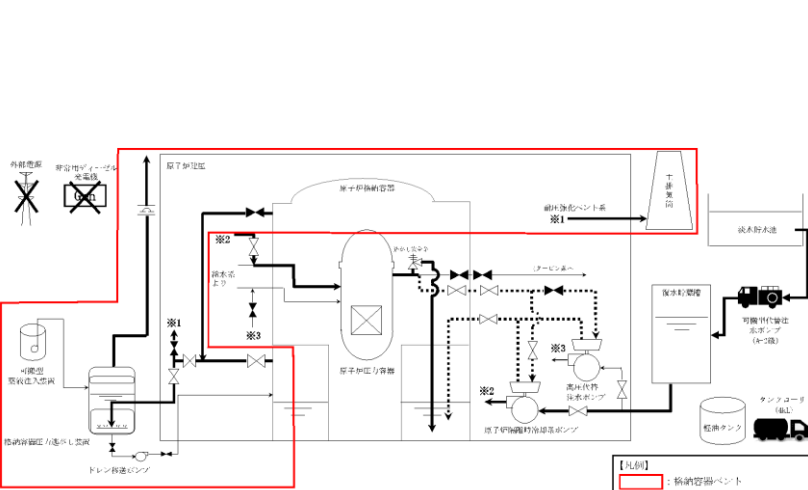 外部電源
非常用ディーゼル
発電機
Gen
原子炉建屋
原子炉格納容器
主排気筒
耐圧強化ベント系
※1
※2
給水系
より
※3
逃がし安全弁
タービン系へ
淡水貯水池
復水貯蔵槽
可搬型代替注
水ポンプ
(A-2級)
※1
可搬型
薬液注入装置
原子炉圧力容器
※3
高圧代替
注水ポンプ
※2
原子炉隔離時冷却系ポンプ
タンクローリ
(4kL)
軽油タンク
格納容器圧力逃がし装置
ドレン移送ポンプ
【凡例】
:格納容器ベント